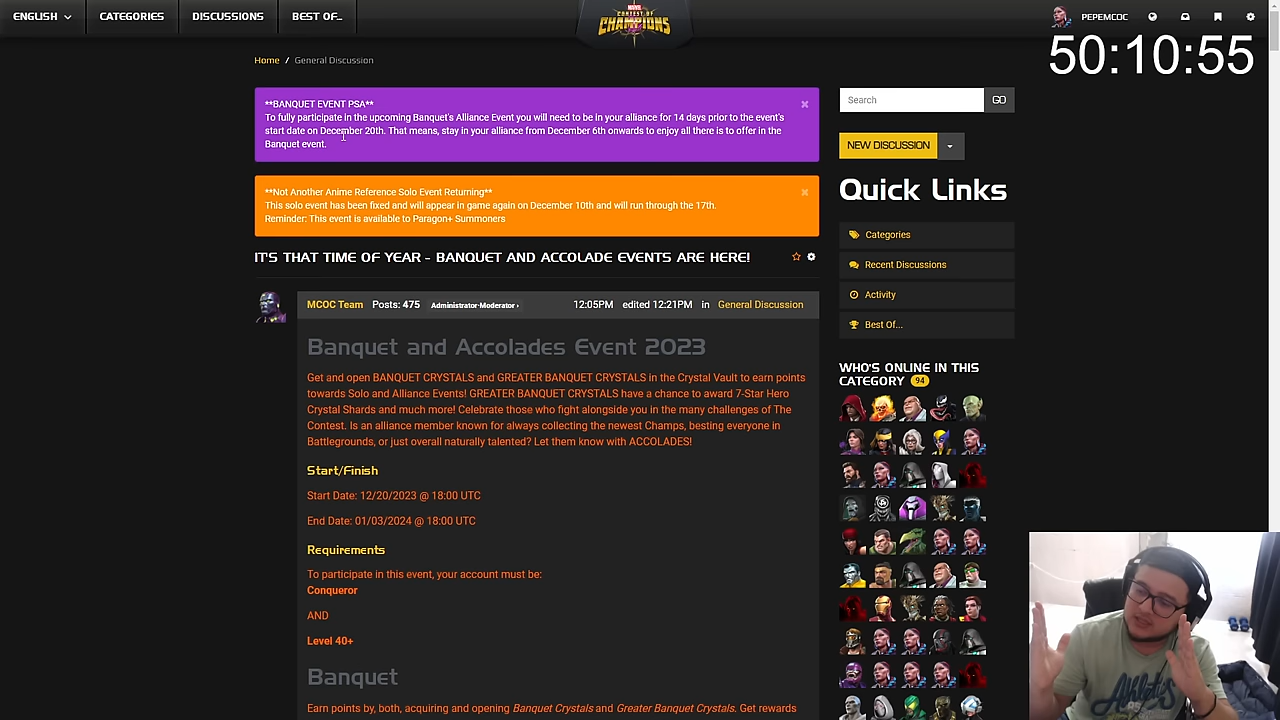 ENGLISH
CATEGORIES
DISCUSSIONS
BEST OF...
MARVEL
CONTEST OF
CHAMPIONS
PEPEMCOC
50:10:55
Home / General Discussion
**BANQUET EVENT PSA**
To fully participate in the upcoming Banquet's Alliance Event you will need to be in your alliance for 14 days prior to the event's
start date on December 20th. That means, stay in your alliance from December 6th onwards to enjoy all there is to offer in the
Banquet event.
×
**Not Another Anime Reference Solo Event Returning**
This solo event has been fixed and will appear in game again on December 10th and will run through the 17th.
Reminder: This event is available to Paragon+ Summoners
×
IT'S THAT TIME OF YEAR - BANQUET AND ACCOLADE EVENTS ARE HERE!
MCOC Team Posts: 475 Administrator-Moderator › 12:05PM edited 12:21PM in General Discussion
Banquet and Accolades Event 2023
Get and open BANQUET CRYSTALS and GREATER BANQUET CRYSTALS in the Crystal Vault to earn points
towards Solo and Alliance Events! GREATER BANQUET CRYSTALS have a chance to award 7-Star Hero
Crystal Shards and much more! Celebrate those who fight alongside you in the many challenges of The
Contest. Is an alliance member known for always collecting the newest Champs, besting everyone in
Battlegrounds, or just overall naturally talented? Let them know with ACCOLADES!
Start/Finish
Start Date: 12/20/2023 @ 18:00 UTC
End Date: 01/03/2024 @ 18:00 UTC
Requirements
To participate in this event, your account must be:
Conqueror
AND
Level 40+
Banquet
Earn points by, both, acquiring and opening Banquet Crystals and Greater Banquet Crystals. Get rewards
Search
GO
NEW DISCUSSION
Quick Links
Categories
Recent Discussions
Activity
Best Of...
WHO'S ONLINE IN THIS
CATEGORY 94
Athletic